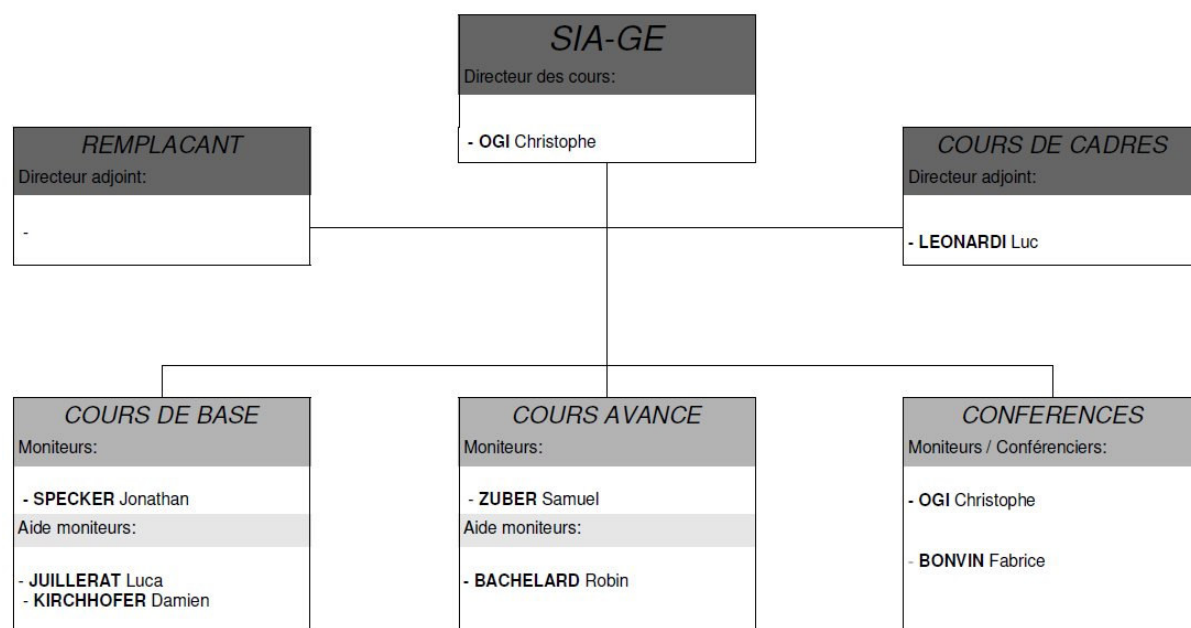 SIA-GE
Directeur des cours:
- OGI Christophe
REMPLACANT
Directeur adjoint:
-
COURS DE CADRES
Directeur adjoint:
- LEONARDI Luc
COURS DE BASE
Moniteurs:
- SPECKER Jonathan
Aide moniteurs:
- JUILLERAT Luca
- KIRCHHOFER Damien
COURS AVANCE
Moniteurs:
- ZUBER Samuel
Aide moniteurs:
- BACHELARD Robin
CONFERENCES
Moniteurs / Conférenciers:
- OGI Christophe
- BONVIN Fabrice